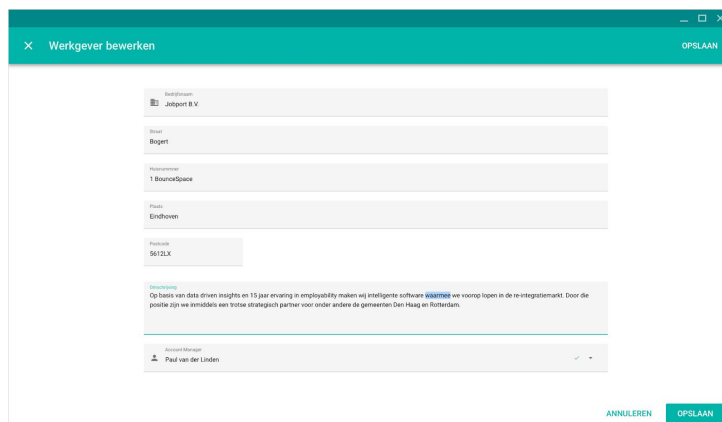 Werkgever bewerken
OPSLAAN
Bedrijfsnaam
Jobport B.V.
Straat
Bogert
Huisnummer
1 BounceSpace
Plaats
Eindhoven
Postcode
5612LX
Omschrijving
Op basis van data driven insights en 15 jaar ervaring in employability maken wij intelligente software waarmee we voorop lopen in de re-integratiemarkt. Door die
positie zijn we inmiddels een trotse strategisch partner voor onder andere de gemeenten Den Haag en Rotterdam.
Account Manager
Paul van der Linden
ANNULEREN
OPSLAAN